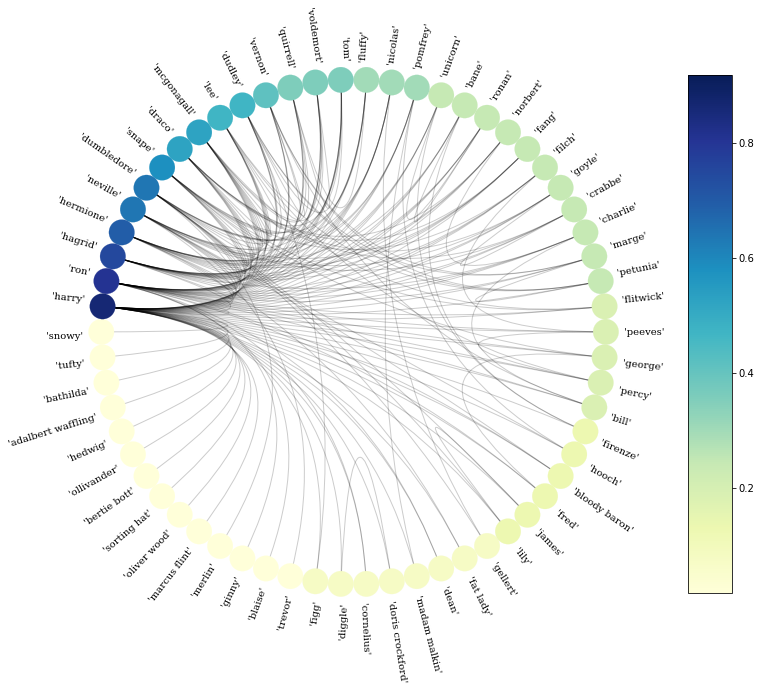 'harry'
'ron'
'hagrid'
'hermione'
'neville'
'dumbledore'
'snape'
'draco'
'mcgonagall'
'lee'
'dudley'
'vernon'
'quirrell'
'voldemort'
'tom'
'fluffy'
'nicolas'
'pomfrey'
'unicorn'
'bane'
'ronan'
'norbert'
'fang'
'filch'
'goyle'
'crabbe'
'charlie'
'marge'
'petunia'
'flitwick'
'peeves'
'george'
'percy'
'bill'
'firenze'
'hooch'
'bloody baron'
'fred'
'james'
'lily'
'gellert'
'fat lady'
'dean'
'madam malkin'
'doris crockford'
'cornelius'
'diggle'
'figg'
'trevor'
'blaise'
'ginny'
'merlin'
'marcus flint'
'oliver wood'
'sorting hat'
'bertie bott'
'ollivander'
'hedwig'
'adalbert waffling'
'bathilda'
'tufty'
'snowy'
0.8
0.6
0.4
0.2